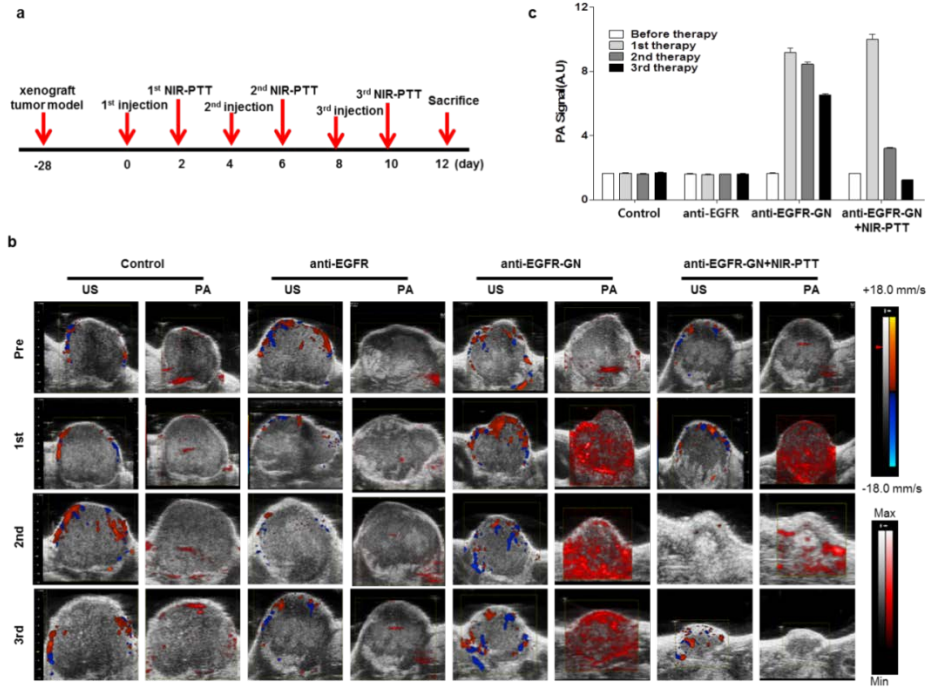 a
xenograft
tumor model
1st injection
1st NIR-PTT
2nd injection
2nd NIR-PTT
3rd injection
3rd NIR-PTT
Sacrifice
-28 0 2 4 6 8 10 12 (day)
c
PA Signal(A.U)
12
8
4
0
Before therapy
1st therapy
2nd therapy
3rd therapy
Control anti-EGFR anti-EGFR-GN anti-EGFR-GN
+NIR-PTT
b
Control anti-EGFR anti-EGFR-GN anti-EGFR-GN+NIR-PTT
US PA US PA US PA US PA
+18.0 mm/s
Pre
1st
2nd
3rd
-18.0 mm/s
Max
Min